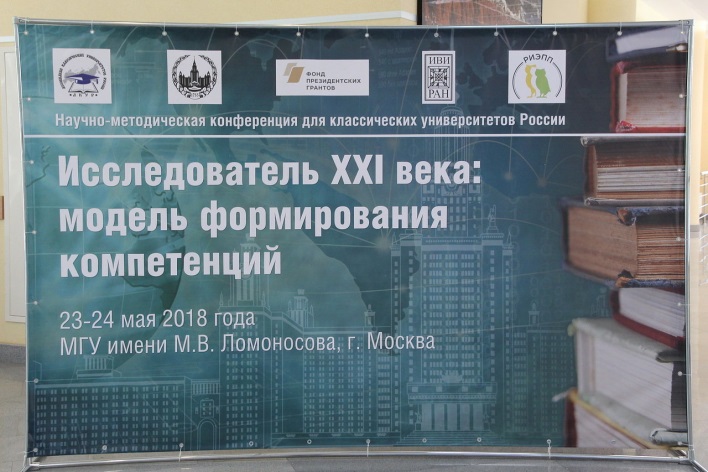 ФОНД
ПРЕЗИДЕНТСКИХ
ГРАНТОВ
ИВИ
РАН
РИЭПП
Научно-методическая конференция для классических университетов России
Исследователь XXI века:
модель формирования
компетенций
23-24 мая 2018 года
МГУ имени М.В. Ломоносова, г. Москва